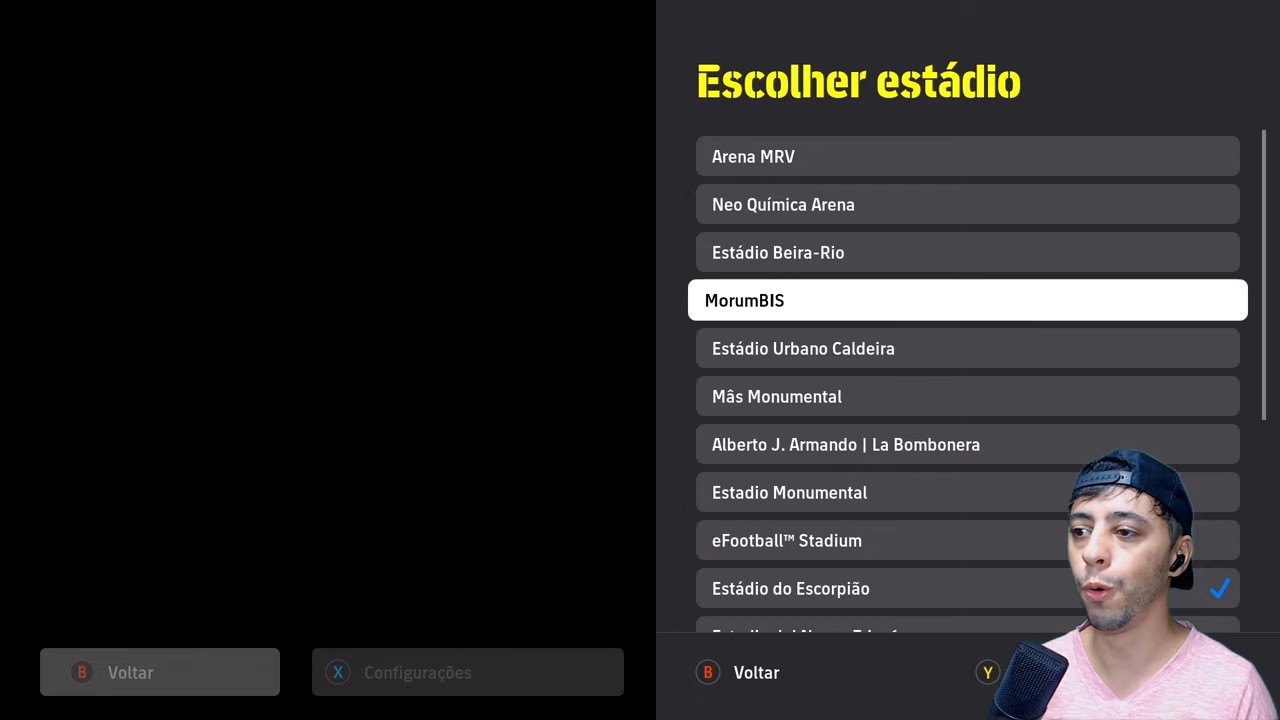 Escolher estádio
Arena MRV
Neo Química Arena
Estádio Beira-Rio
MorumBIS
Estádio Urbano Caldeira
Mâs Monumental
Alberto J. Armando | La Bombonera
Estadio Monumental
eFootball™ Stadium
Estádio do Escorpião
B Voltar
X Configurações
B Voltar
Y